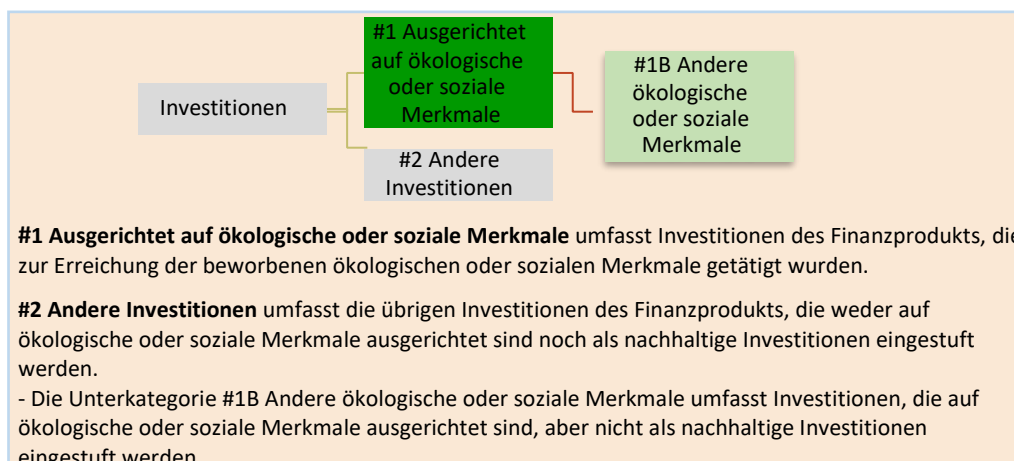 #1 Ausgerichtet
auf ökologische
oder soziale
Merkmale
#1B Andere
ökologische
oder soziale
Merkmale
Investitionen
#2 Andere
Investitionen
#1 Ausgerichtet auf ökologische oder soziale Merkmale umfasst Investitionen des Finanzprodukts, die
zur Erreichung der beworbenen ökologischen oder sozialen Merkmale getätigt wurden.
#2 Andere Investitionen umfasst die übrigen Investitionen des Finanzprodukts, die weder auf
ökologische oder soziale Merkmale ausgerichtet sind noch als nachhaltige Investitionen eingestuft
werden.
- Die Unterkategorie #1B Andere ökologische oder soziale Merkmale umfasst Investitionen, die auf
ökologische oder soziale Merkmale ausgerichtet sind, aber nicht als nachhaltige Investitionen
eingestuft werden